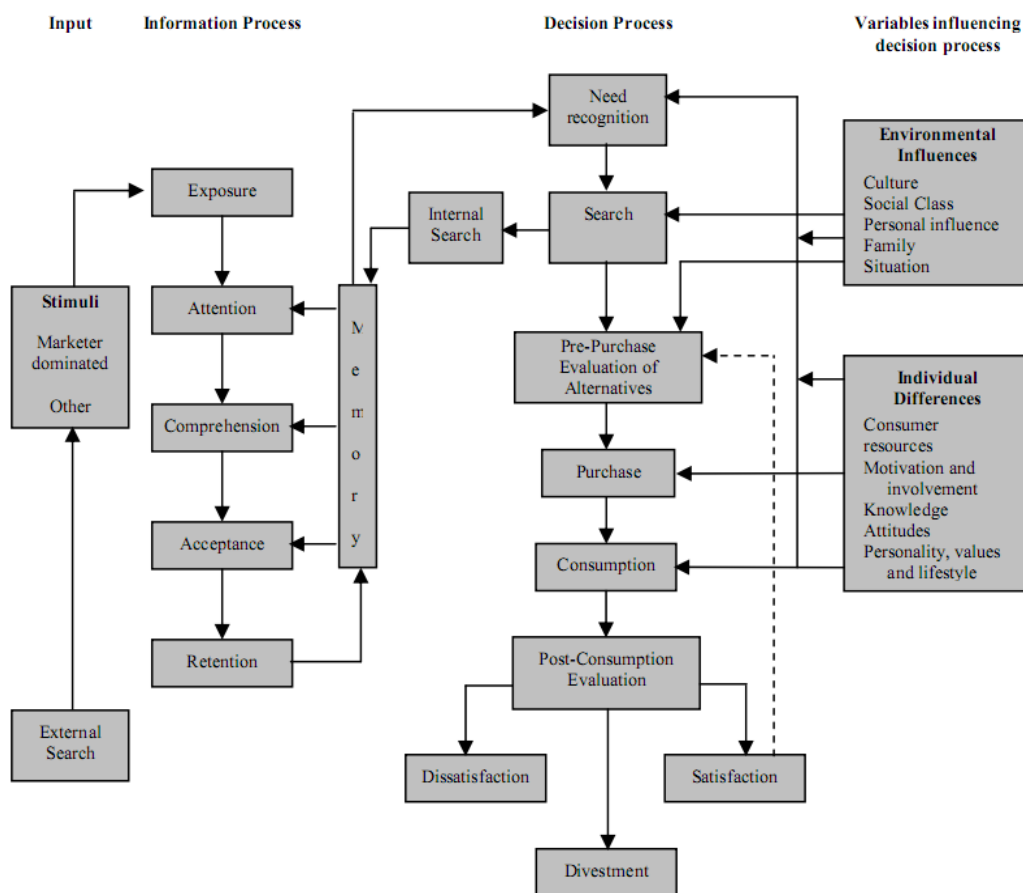 Input
Information Process
Decision Process
Variables influencing
decision process
Need
recognition
Environmental
Influences
Culture
Social Class
Personal influence
Family
Situation
Exposure
Internal
Search
Search
Stimuli
Marketer
dominated
Other
Attention
M
e
m
o
r
y
Pre-Purchase
Evaluation of
Alternatives
Individual
Differences
Consumer
resources
Motivation and
involvement
Knowledge
Attitudes
Personality, values
and lifestyle
Comprehension
Purchase
Acceptance
Consumption
Retention
Post-Consumption
Evaluation
External
Search
Dissatisfaction
Satisfaction
Divestment